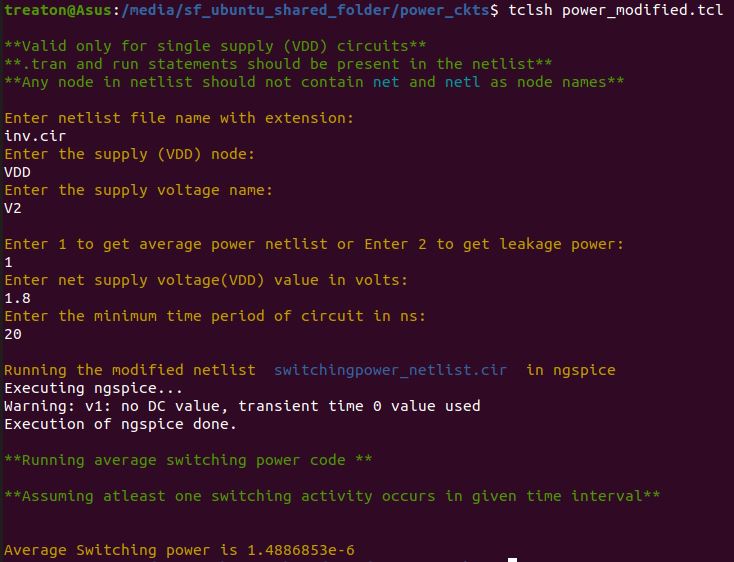 treaton@Asus:/media/sf_ubuntu_shared_folder/power_ckts$ tclsh power_modified.tcl
**Valid only for single supply (VDD) circuits**
**.tran and run statements should be present in the netlist**
**Any node in netlist should not contain net and netl as node names**
Enter netlist file name with extension:
inv.cir
Enter the supply (VDD) node:
VDD
Enter the supply voltage name:
V2
Enter 1 to get average power netlist or Enter 2 to get leakage power:
1
Enter net supply voltage(VDD) value in volts:
1.8
Enter the minimum time period of circuit in ns:
20
Running the modified netlist  switchingpower_netlist.cir  in ngspice
Executing ngspice...
Warning: v1: no DC value, transient time 0 value used
Execution of ngspice done.
**Running average switching power code **
**Assuming atleast one switching activity occurs in given time interval**
Average Switching power is 1.4886853e-6